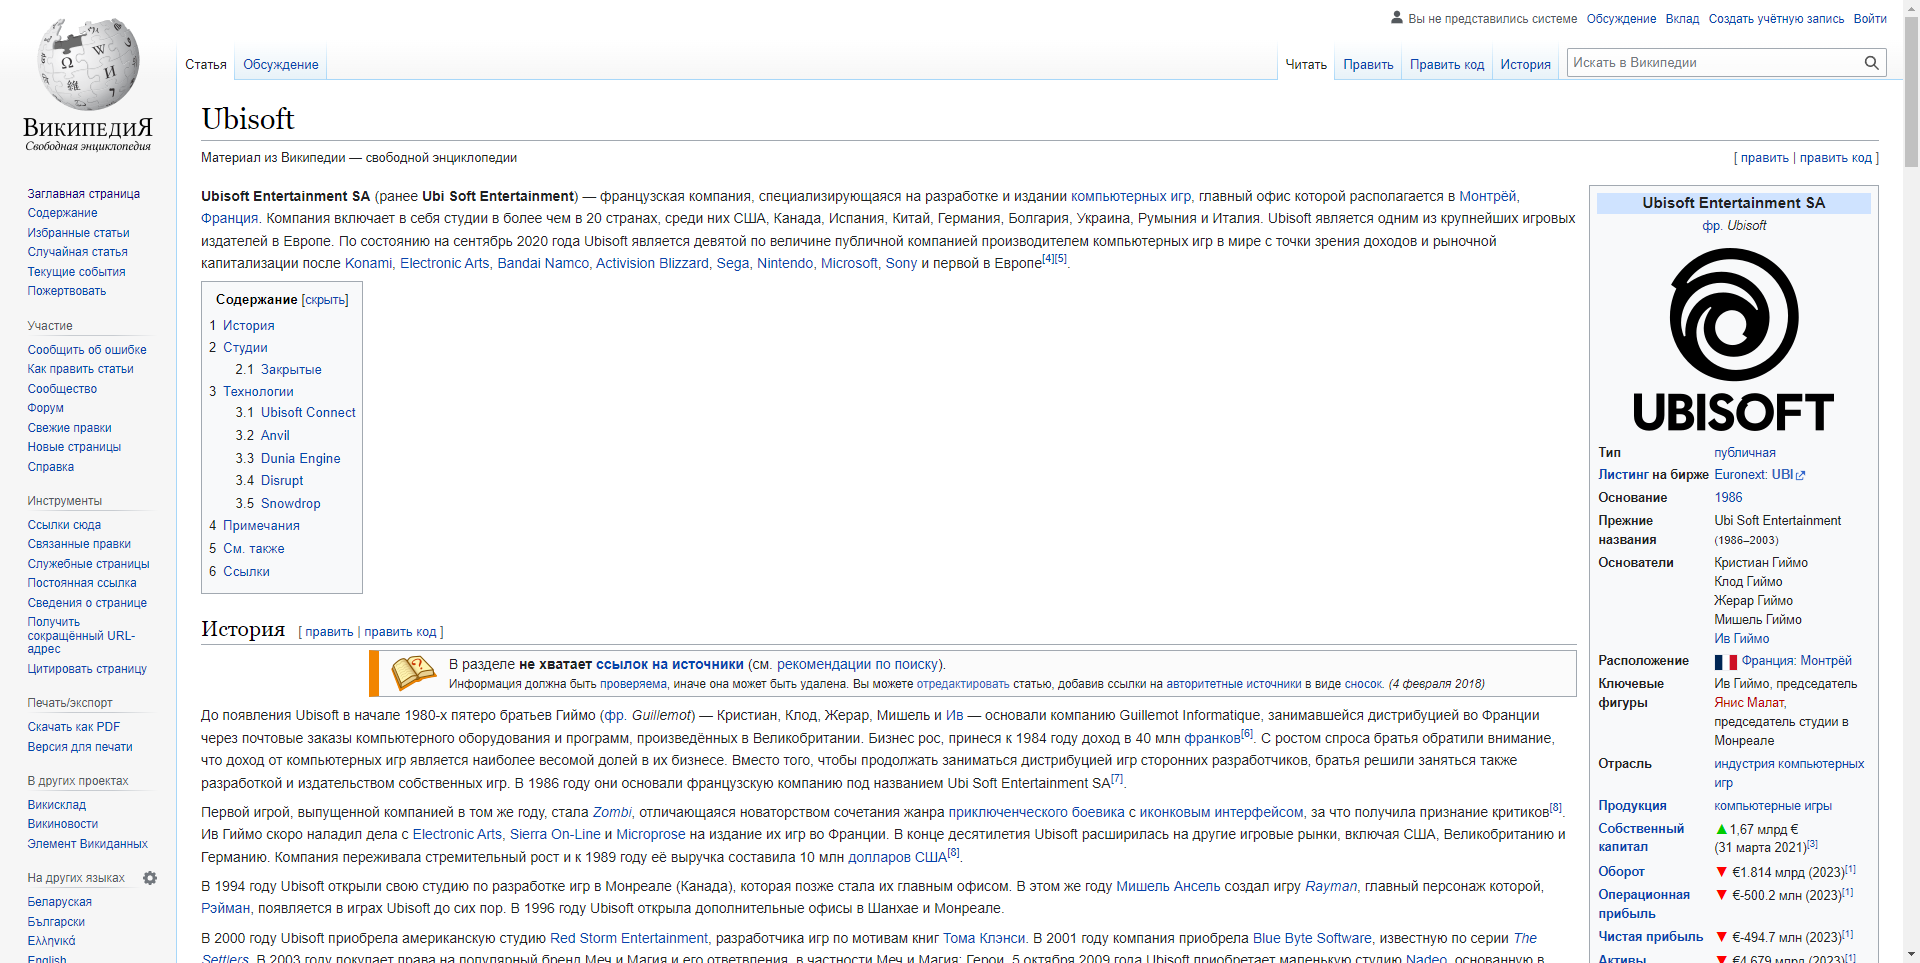 Вы не представились системе Обсуждение Вклад Создать учётную запись Войти
Статья Обсуждение Читать Править Править код История Искать в Википедии
ВИКИПЕДИЯ
Свободная энциклопедия
Заглавная страница
Содержание
Избранные статьи
Случайная статья
Текущие события
Пожертвовать
Участие
Сообщить об ошибке
Как править статьи
Сообщество
Форум
Свежие правки
Новые страницы
Справка
Инструменты
Ссылки сюда
Связанные правки
Служебные страницы
Постоянная ссылка
Сведения о странице
Получить
сокращённый URL-
адрес
Цитировать страницу
Печать/экспорт
Скачать как PDF
Версия для печати
В других проектах
Викисклад
Викиновости
Элемент Викиданных
На других языках
Беларуская
Български
Ελληνικά
English
Ubisoft
Материал из Википедии — свободной энциклопедии
[ править | править код ]
Ubisoft Entertainment SA (ранее Ubi Soft Entertainment) — французская компания, специализирующаяся на разработке и издании компьютерных игр, главный офис которой располагается в Монтрёй,
Франция. Компания включает в себя студии в более чем в 20 странах, среди них США, Канада, Испания, Китай, Германия, Болгария, Украина, Румыния и Италия. Ubisoft является одним из крупнейших игровых
издателей в Европе. По состоянию на сентябрь 2020 года Ubisoft является девятой по величине публичной компанией производителем компьютерных игр в мире с точки зрения доходов и рыночной
капитализации после Konami, Electronic Arts, Bandai Namco, Activision Blizzard, Sega, Nintendo, Microsoft, Sony и первой в Европе[4][5].
Содержание [скрыть]
1 История
2 Студии
2.1 Закрытые
3 Технологии
3.1 Ubisoft Connect
3.2 Anvil
3.3 Dunia Engine
3.4 Disrupt
3.5 Snowdrop
4 Примечания
5 См. также
6 Ссылки
История [ править | править код ]
В разделе не хватает ссылок на источники (см. рекомендации по поиску).
Информация должна быть проверяема, иначе она может быть удалена. Вы можете отредактировать статью, добавив ссылки на авторитетные источники в виде сносок. (4 февраля 2018)
До появления Ubisoft в начале 1980-х пятеро братьев Гиймо (фр. Guillemot) — Кристиан, Клод, Жерар, Мишель и Ив — основали компанию Guillemot Informatique, занимавшейся дистрибуцией во Франции
через почтовые заказы компьютерного оборудования и программ, произведённых в Великобритании. Бизнес рос, принеся к 1984 году доход в 40 млн франков[6]. С ростом спроса братья обратили внимание,
что доход от компьютерных игр является наиболее весомой долей в их бизнесе. Вместо того, чтобы продолжать заниматься дистрибуцией игр сторонних разработчиков, братья решили заняться также
разработкой и издательством собственных игр. В 1986 году они основали французскую компанию под названием Ubi Soft Entertainment SA[7].
Первой игрой, выпущенной компанией в том же году, стала Zombi, отличающаяся новаторством сочетания жанра приключенческого боевика с иконковым интерфейсом, за что получила признание критиков[8].
Ив Гиймо скоро наладил дела с Electronic Arts, Sierra On-Line и Microprose на издание их игр во Франции. В конце десятилетия Ubisoft расширилась на другие игровые рынки, включая США, Великобританию и
Германию. Компания переживала стремительный рост и к 1989 году её выручка составила 10 млн долларов США[8].
В 1994 году Ubisoft открыли свою студию по разработке игр в Монреале (Канада), которая позже стала их главным офисом. В этом же году Мишель Ансель создал игру Rayman, главный персонаж которой,
Рэйман, появляется в играх Ubisoft до сих пор. В 1996 году Ubisoft открыла дополнительные офисы в Шанхае и Монреале.
В 2000 году Ubisoft приобрела американскую студию Red Storm Entertainment, разработчика игр по мотивам книг Тома Клэнси. В 2001 году компания приобрела Blue Byte Software, известную по серии The
Settlers. В 2003 году покупает права на популярный бренд Меч и Магия и его ответвления, в частности Меч и Магия: Герои. 5 октября 2009 года Ubisoft приобретает маленькую студию Nadeo, основанную в
Ubisoft Entertainment SA
фр. Ubisoft
UBISOFT
Тип публичная
Листинг на бирже Euronext: UBI
Основание 1986
Прежние Ubi Soft Entertainment
названия (1986–2003)
Основатели Кристиан Гиймо
Клод Гиймо
Жерар Гиймо
Мишель Гиймо
Ив Гиймо
Расположение Франция: Монтрёй
Ключевые Ив Гиймо, председатель
фигуры Янис Малат,
председатель студии в
Монреале
Отрасль индустрия компьютерных
игр
Продукция компьютерные игры
Собственный ▲1,67 млрд €
капитал (31 марта 2021)[3]
Оборот ▼ €1.814 млрд (2023)[1]
Операционная ▼ €-500.2 млн (2023)[1]
прибыль
Чистая прибыль ▼ €-494.7 млн (2023)[1]
Активы ▼ €4.679 млрд (2023)[1]